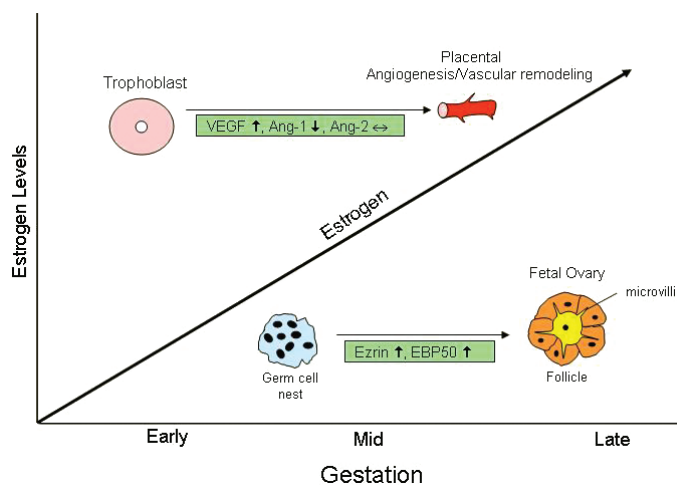 Placental
Angiogenesis/Vascular remodeling
Trophoblast
VEGF ↑, Ang-1 ↓, Ang-2 ↔
Estrogen Levels
Estrogen
Fetal Ovary
microvilli
Ezrin ↑, EBP50 ↑
Germ cell
nest
Follicle
Early
Mid
Late
Gestation